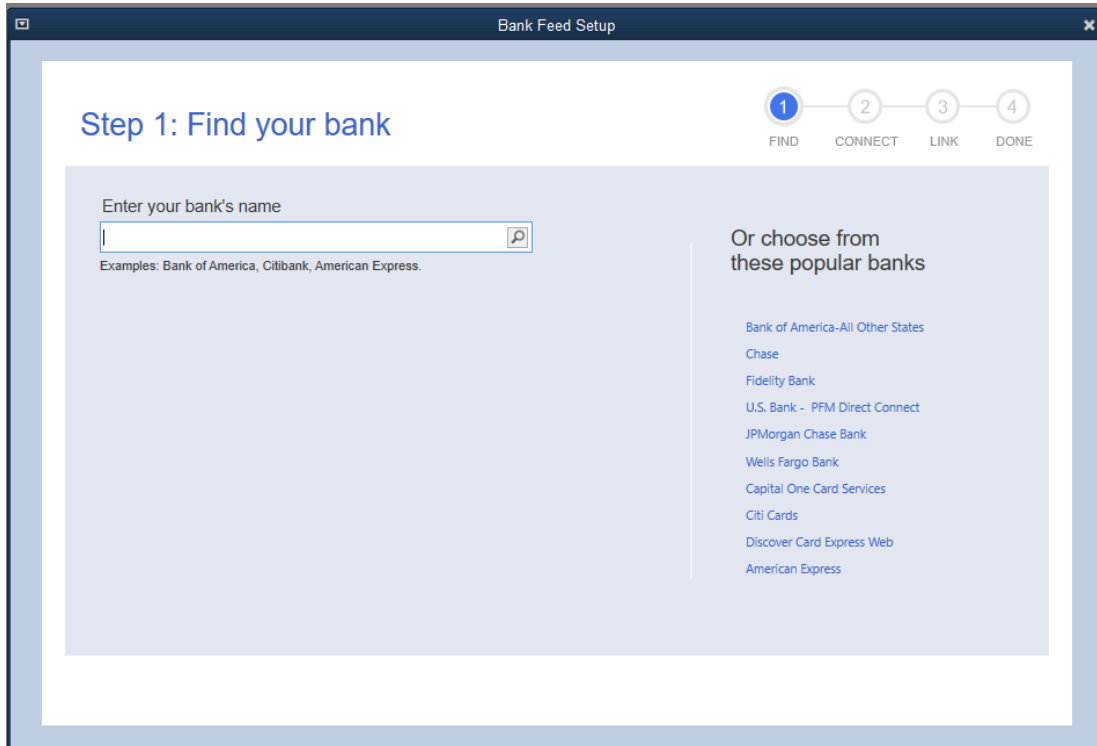 Bank Feed Setup
Step 1: Find your bank
1
2
3
4
FIND
CONNECT
LINK
DONE
Enter your bank's name
Examples: Bank of America, Citibank, American Express.
Or choose from
these popular banks
Bank of America-All Other States
Chase
Fidelity Bank
U.S. Bank - PFM Direct Connect
JPMorgan Chase Bank
Wells Fargo Bank
Capital One Card Services
Citi Cards
Discover Card Express Web
American Express